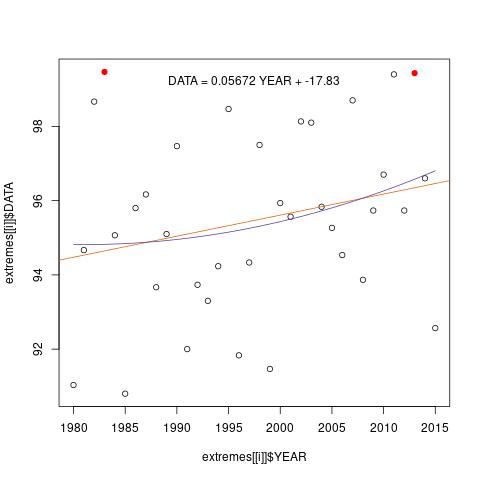 DATA = 0.05672 YEAR + -17.83
98
96
94
92
extremes[[i]]$DATA
1980 1985 1990 1995 2000 2005 2010 2015
extremes[[i]]$YEAR